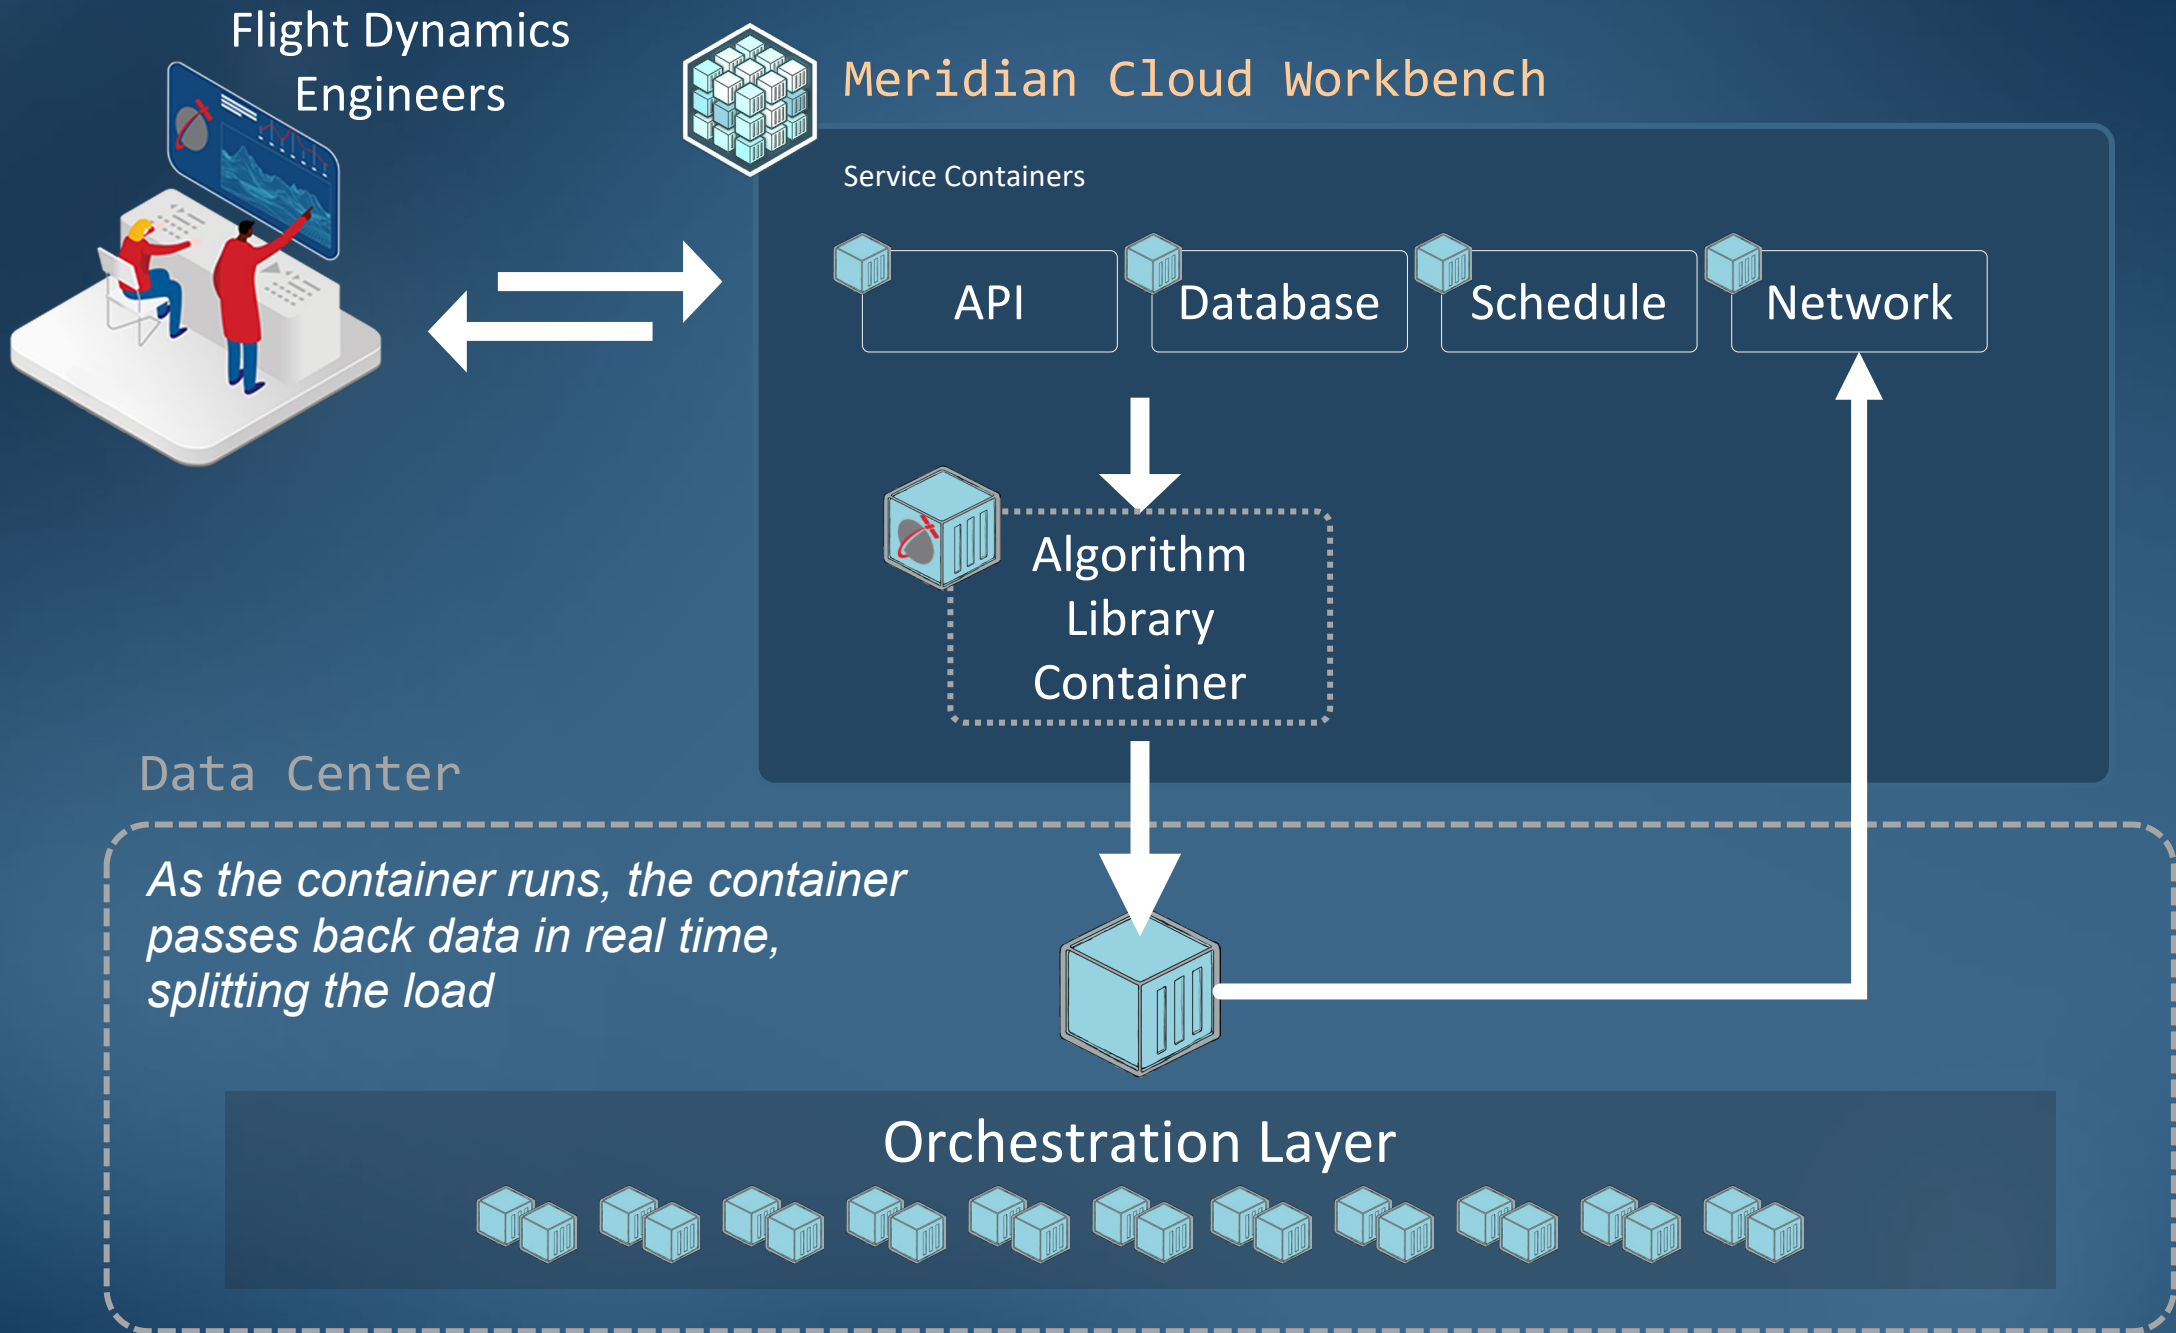 Flight Dynamics
Engineers
Meridian Cloud Workbench
Service Containers
API
Database
Schedule
Network
Algorithm
Library
Container
Data Center
As the container runs, the container
passes back data in real time,
splitting the load
Orchestration Layer